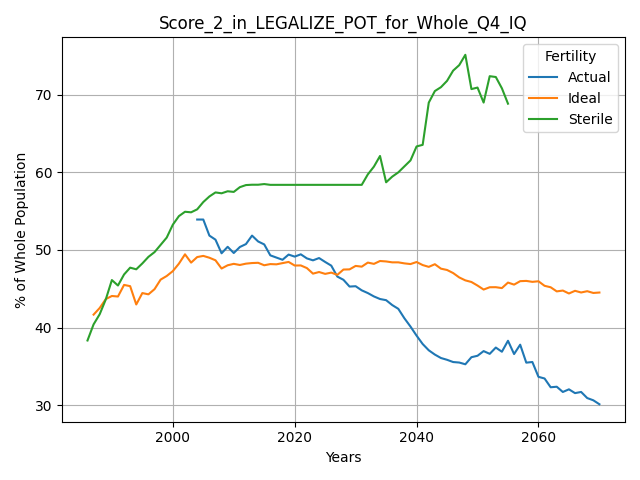 Score_2_in_LEGALIZE_POT_for_Whole_Q4_IQ
Fertility
Actual
Ideal
Sterile
% of Whole Population
70
60
50
40
30
2000 2020 2040 2060
Years